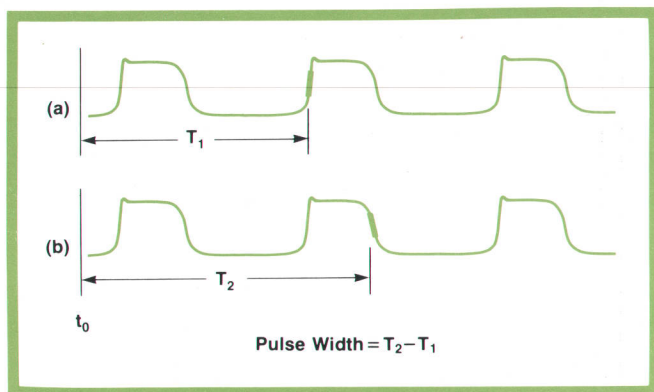 (a)
T₁
(b)
T₂
t₀
Pulse Width = T₂–T₁